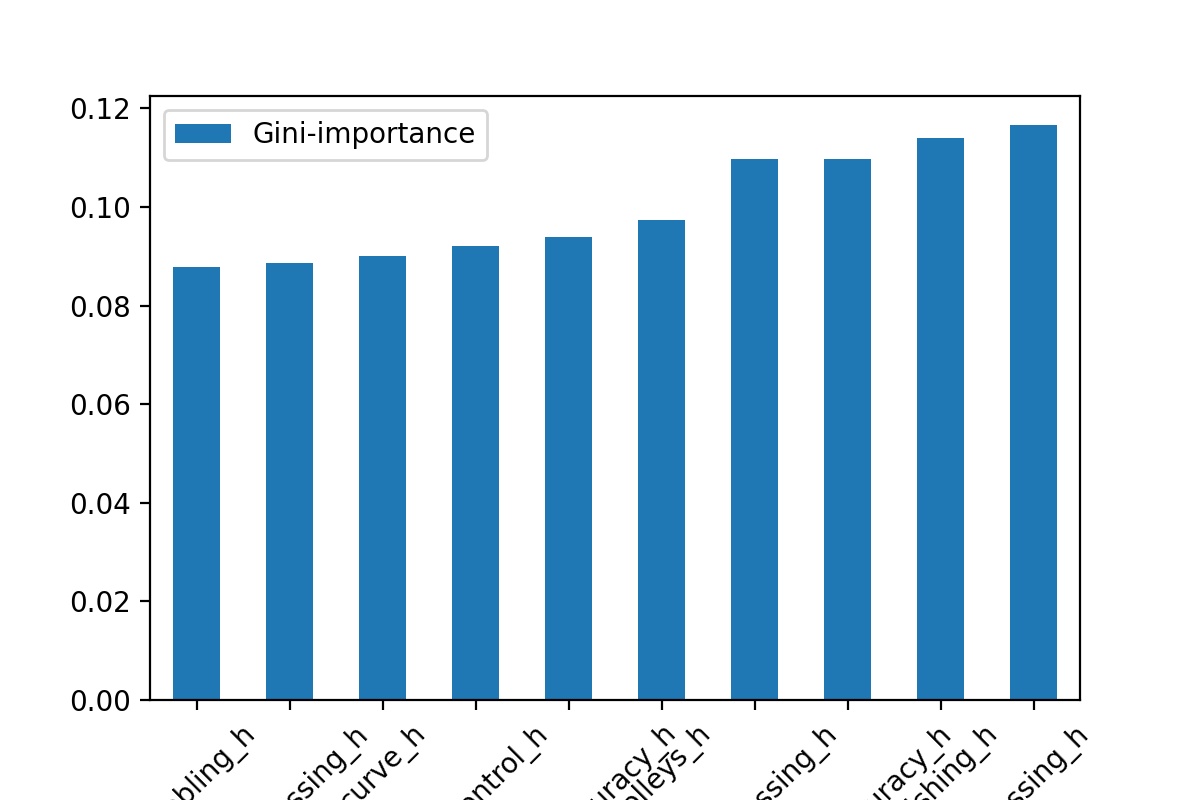 0.12
Gini-importance
0.10
0.08
0.06
0.04
0.02
0.00
bling_h
ssing_h
curve_h
ontrol_h
uracy_h
olleys_h
ssing_h
uracy_h
shing_h
ssing_h